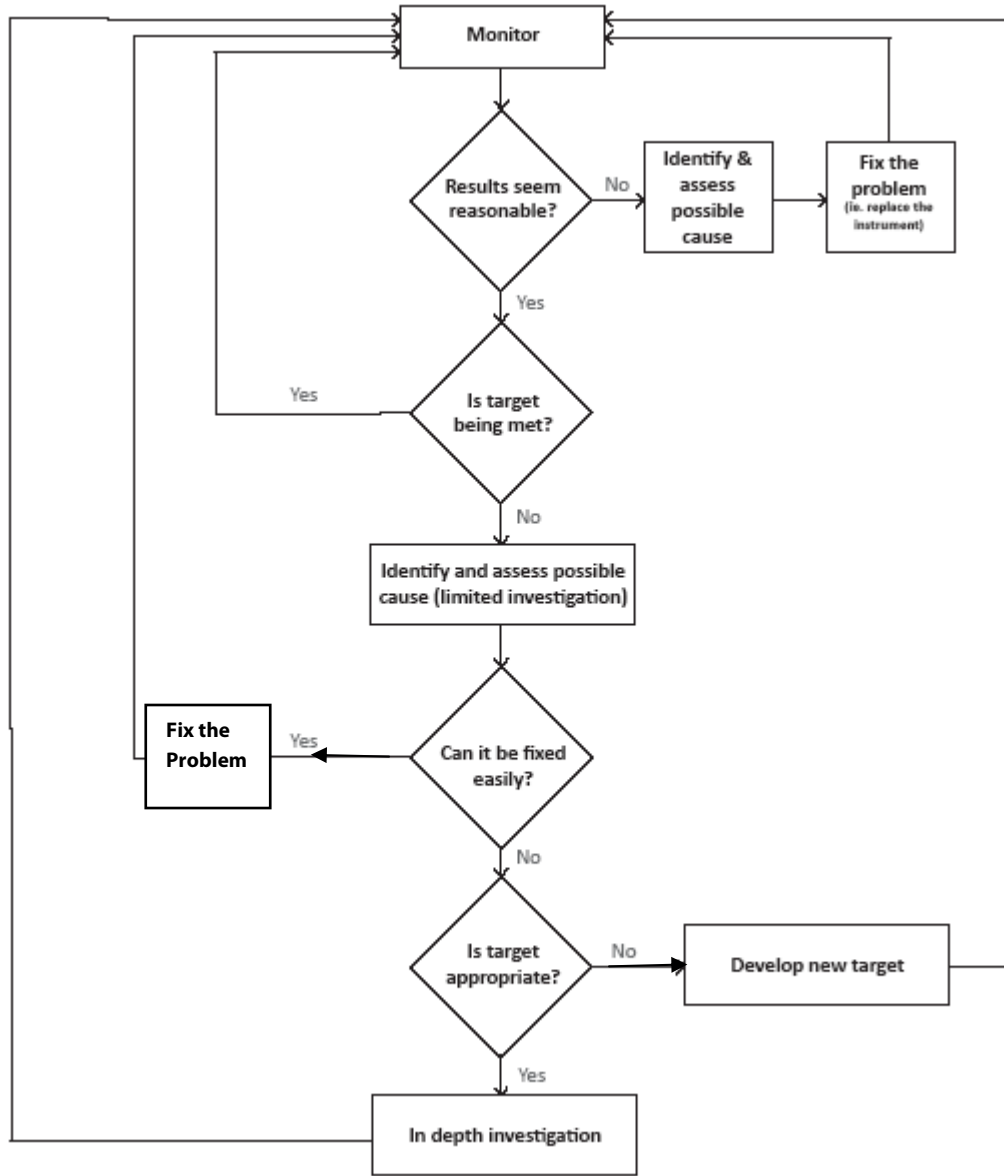 Monitor
Results seem
reasonable?
No
Identify &
assess
possible
cause
Fix the
problem
(ie. replace the
instrument)
Yes
Is target
being met?
Yes
No
Identify and assess possible
cause (limited investigation)
Can it be fixed
easily?
Yes
Fix the
Problem
No
Is target
appropriate?
No
Develop new target
Yes
In depth investigation